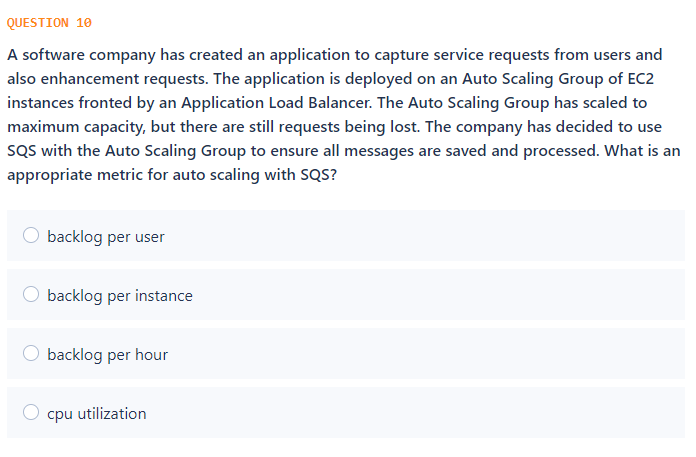 QUESTION 10
A software company has created an application to capture service requests from users and
also enhancement requests. The application is deployed on an Auto Scaling Group of EC2
instances fronted by an Application Load Balancer. The Auto Scaling Group has scaled to
maximum capacity, but there are still requests being lost. The company has decided to use
SQS with the Auto Scaling Group to ensure all messages are saved and processed. What is an
appropriate metric for auto scaling with SQS?
backlog per user
backlog per instance
backlog per hour
cpu utilization